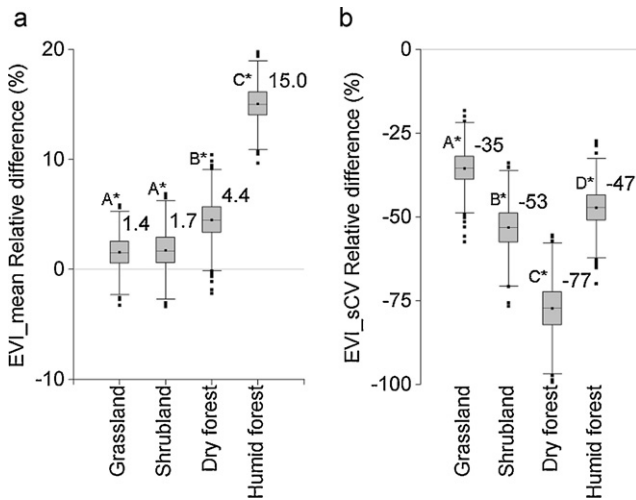 a
EVI_mean Relative difference (%)
20
10
0
-10
A*
1.4
A*
1.7
B*
4.4
C*
15.0
Grassland
Shrubland
Dry forest
Humid forest
b
EVI_sCV Relative difference (%)
0
-25
-50
-75
-100
A*
-35
B*
-53
C*
-77
D*
-47
Grassland
Shrubland
Dry forest
Humid forest